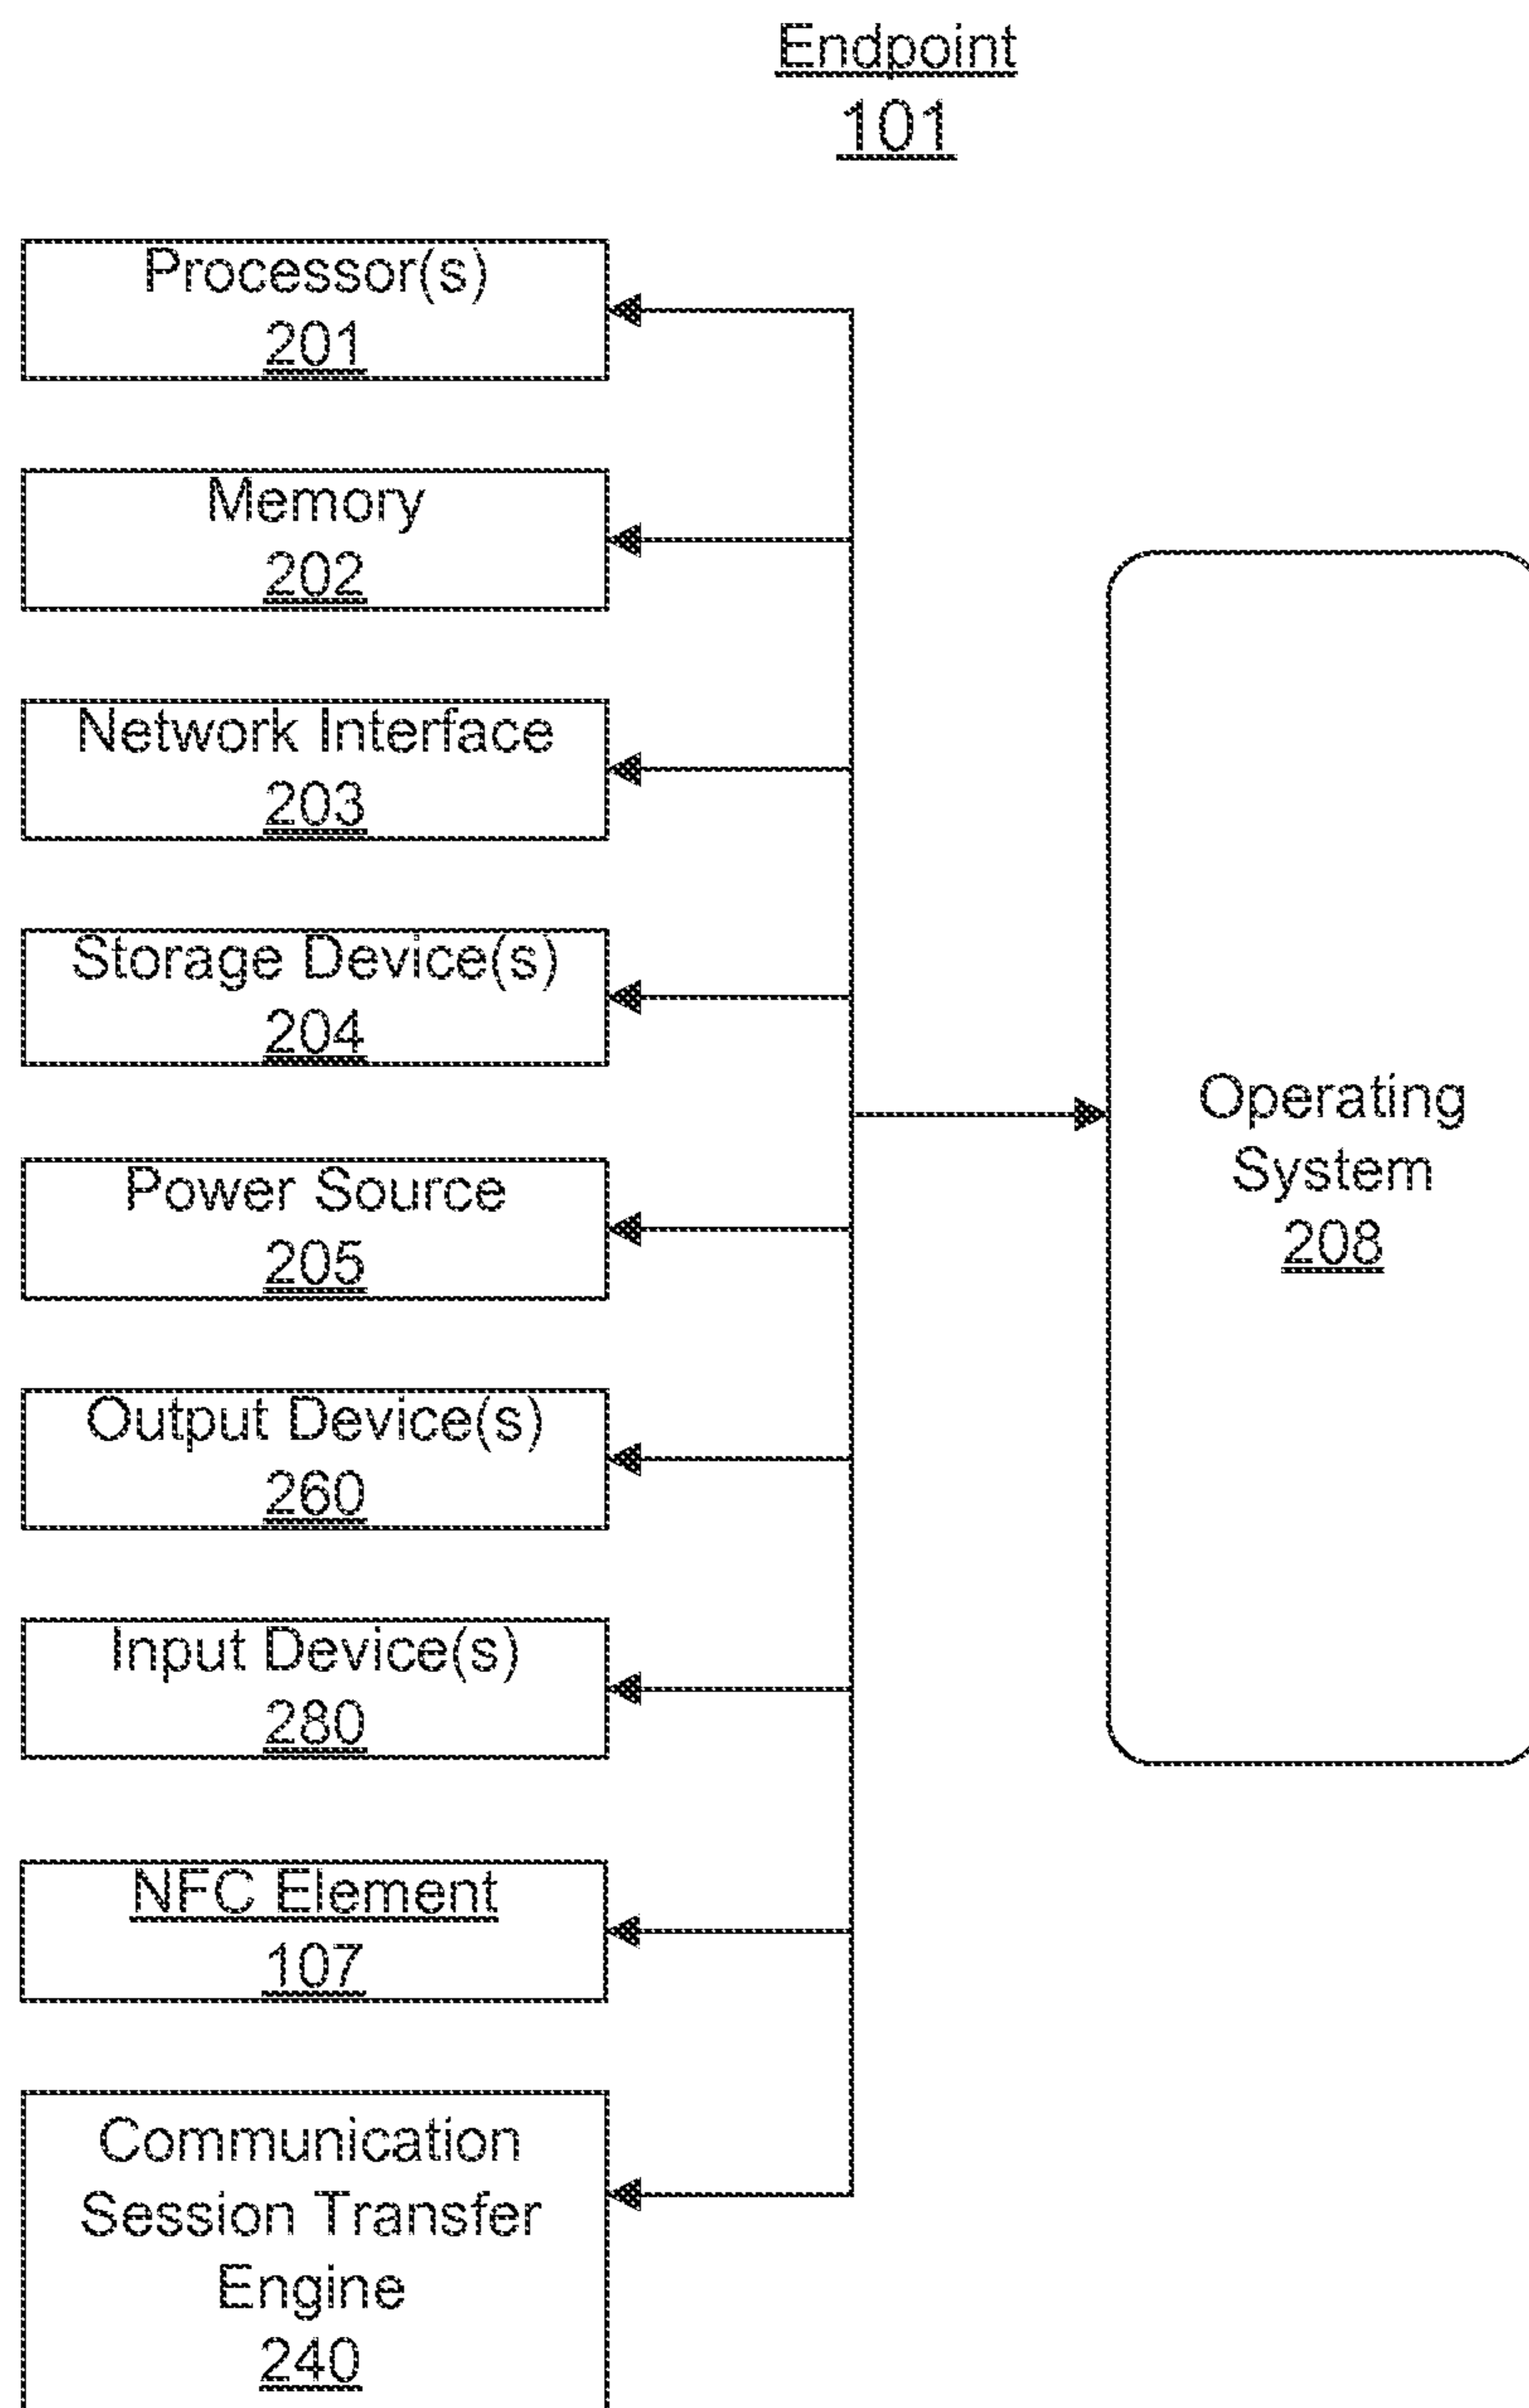 Endpoint
101
Processor(s)
201
Memory
202
Network Interface
203
Storage Device(s)
204
Power Source
205
Output Device(s)
260
Input Device(s)
280
NFC Element
107
Communication
Session Transfer
Engine
240
Operating
System
208